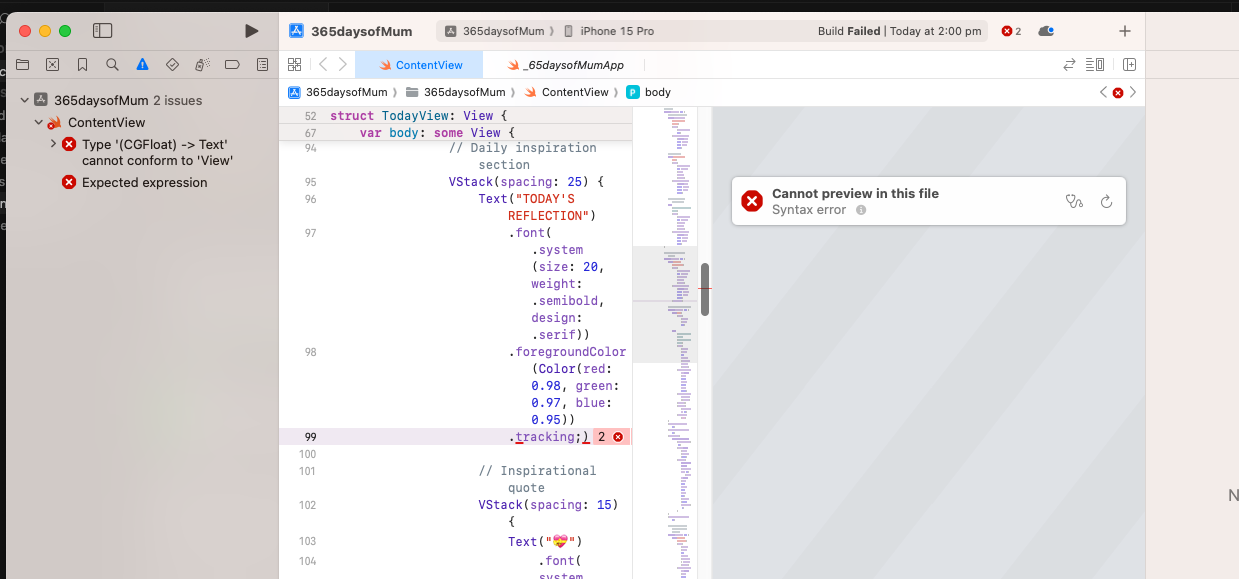 365daysofMum
365daysofMum ⟩ iPhone 15 Pro
Build Failed | Today at 2:00 pm
2
ContentView
_65daysofMumApp
365daysofMum ⟩ 365daysofMum ⟩ ContentView ⟩ P body
365daysofMum 2 issues
ContentView
Type '(CGFloat) -> Text'
cannot conform to 'View'
Expected expression
52 struct TodayView: View {
67 var body: some View {
94 // Daily inspiration
section
95 VStack(spacing: 25) {
96 Text("TODAY'S
REFLECTION")
97 .font(
.system
(size: 20,
weight:
.semibold,
design:
.serif))
98 .foregroundColor
(Color(red:
0.98, green:
0.97, blue:
0.95))
99 .tracking;) 2
100
101 // Inspirational
quote
102 VStack(spacing: 15)
{
103 Text("💝")
104 .font(
.system
Cannot preview in this file
Syntax error
N